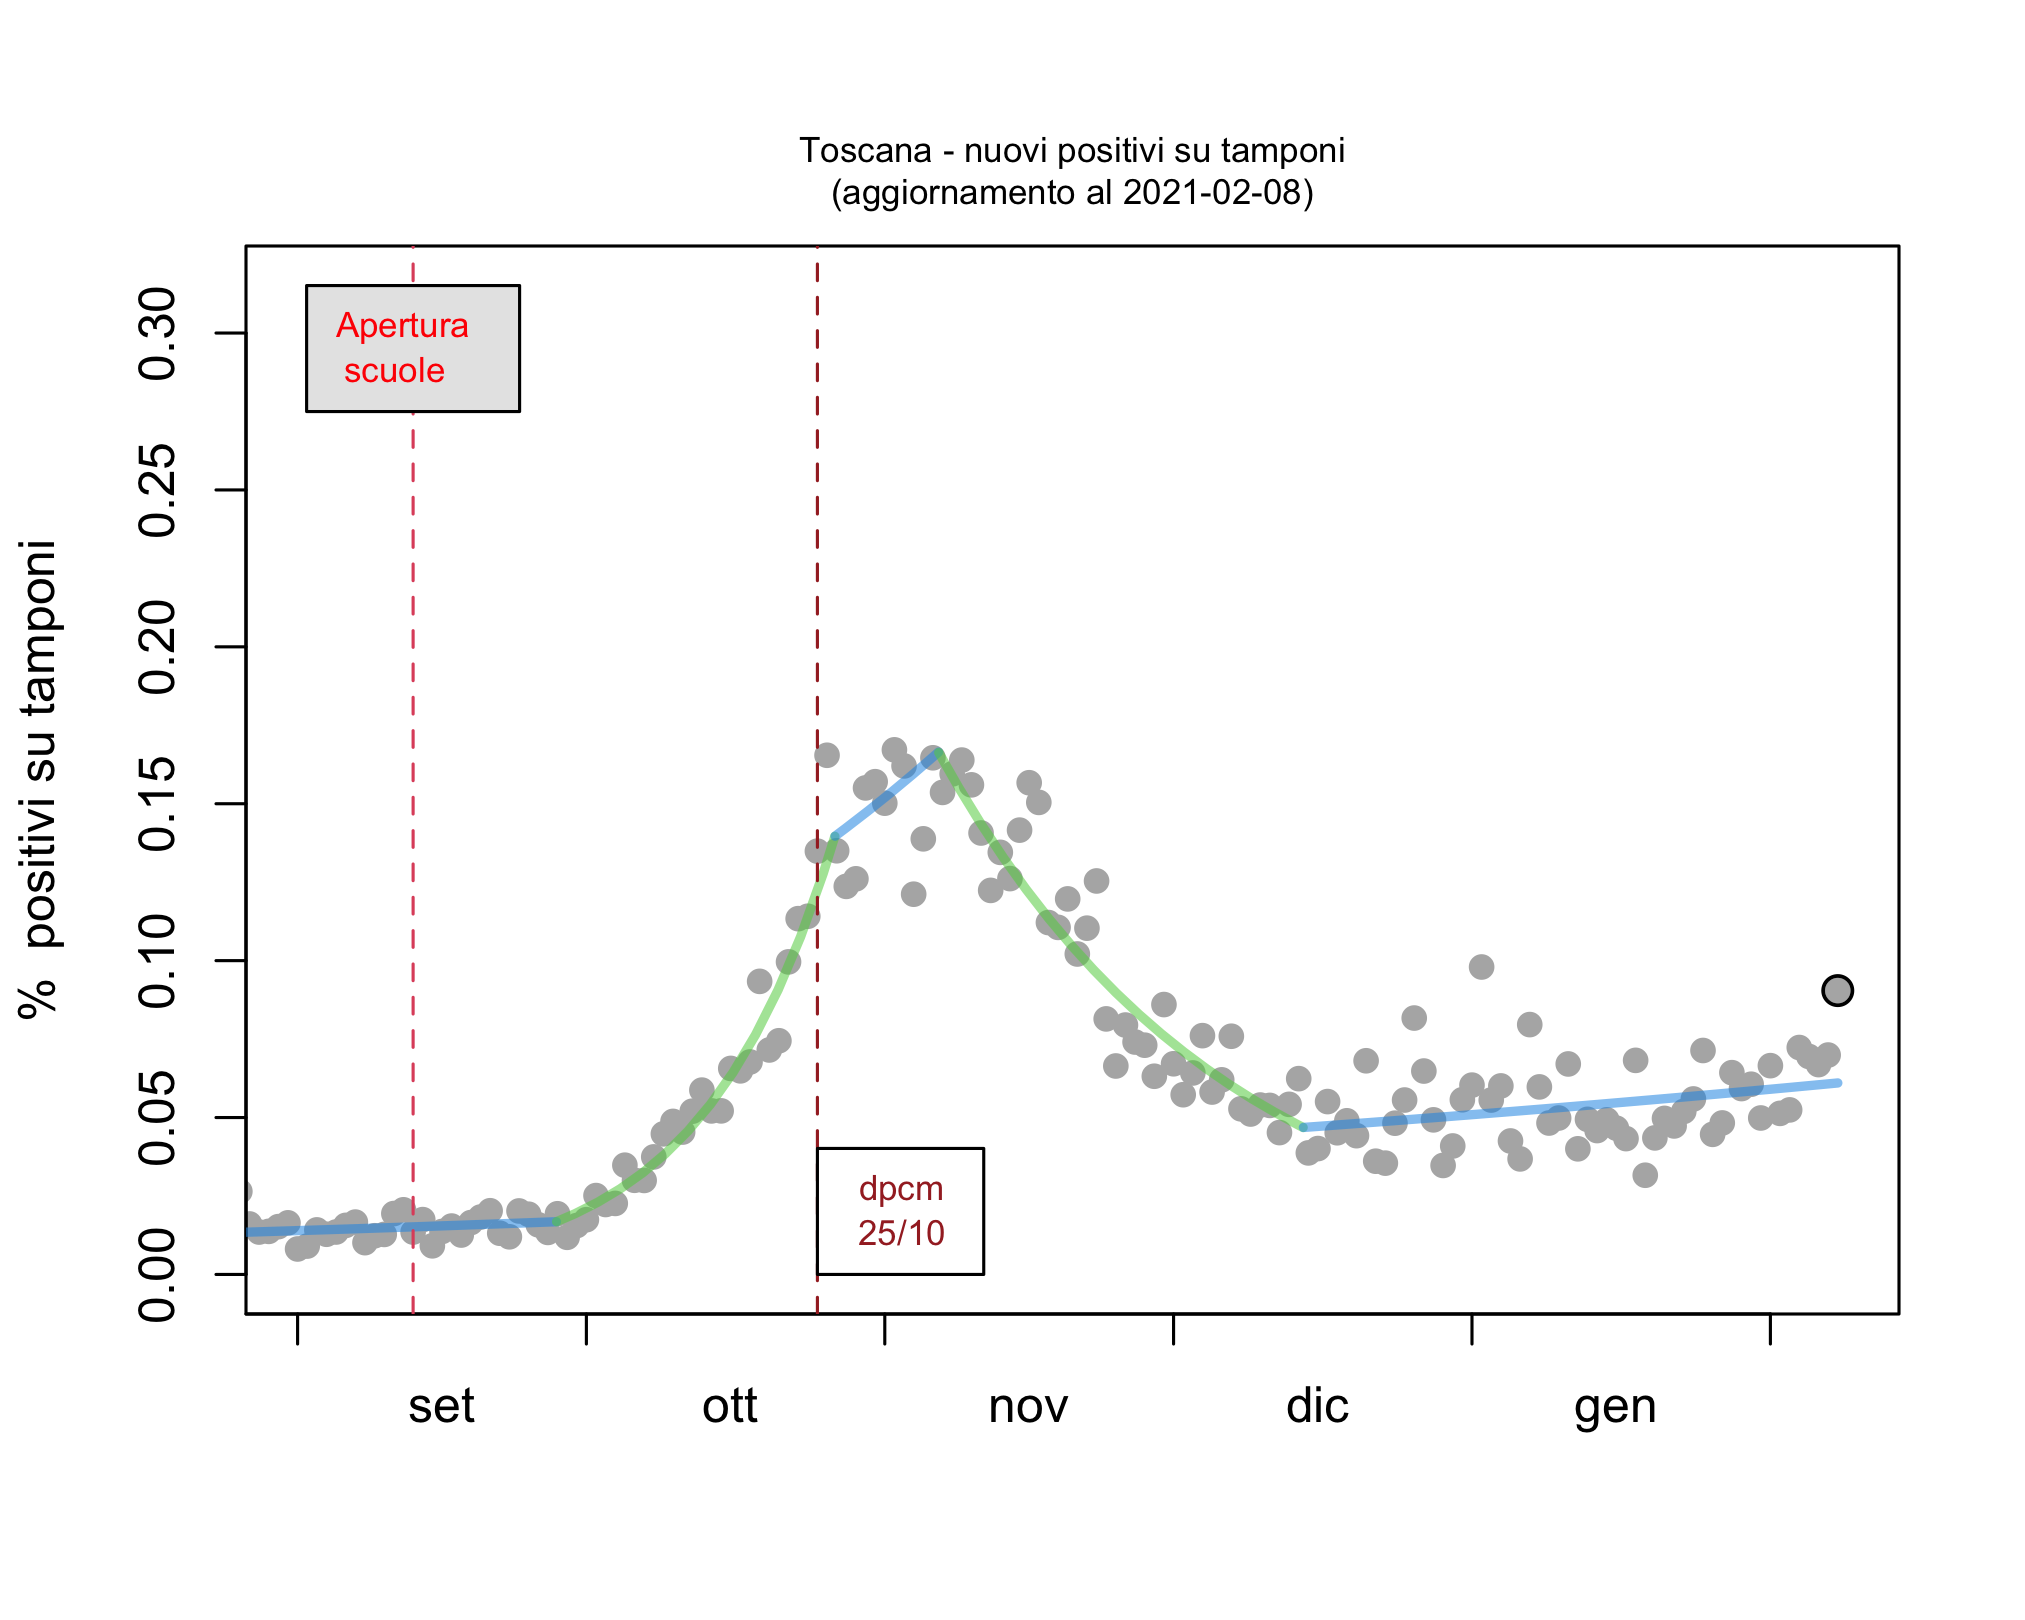 Toscana - nuovi positivi su tamponi
(aggiornamento al 2021-02-08)
Apertura
scuole
% positivi su tamponi
0.30
0.25
0.20
0.15
0.10
0.05
0.00
dpcm
25/10
set
ott
nov
dic
gen